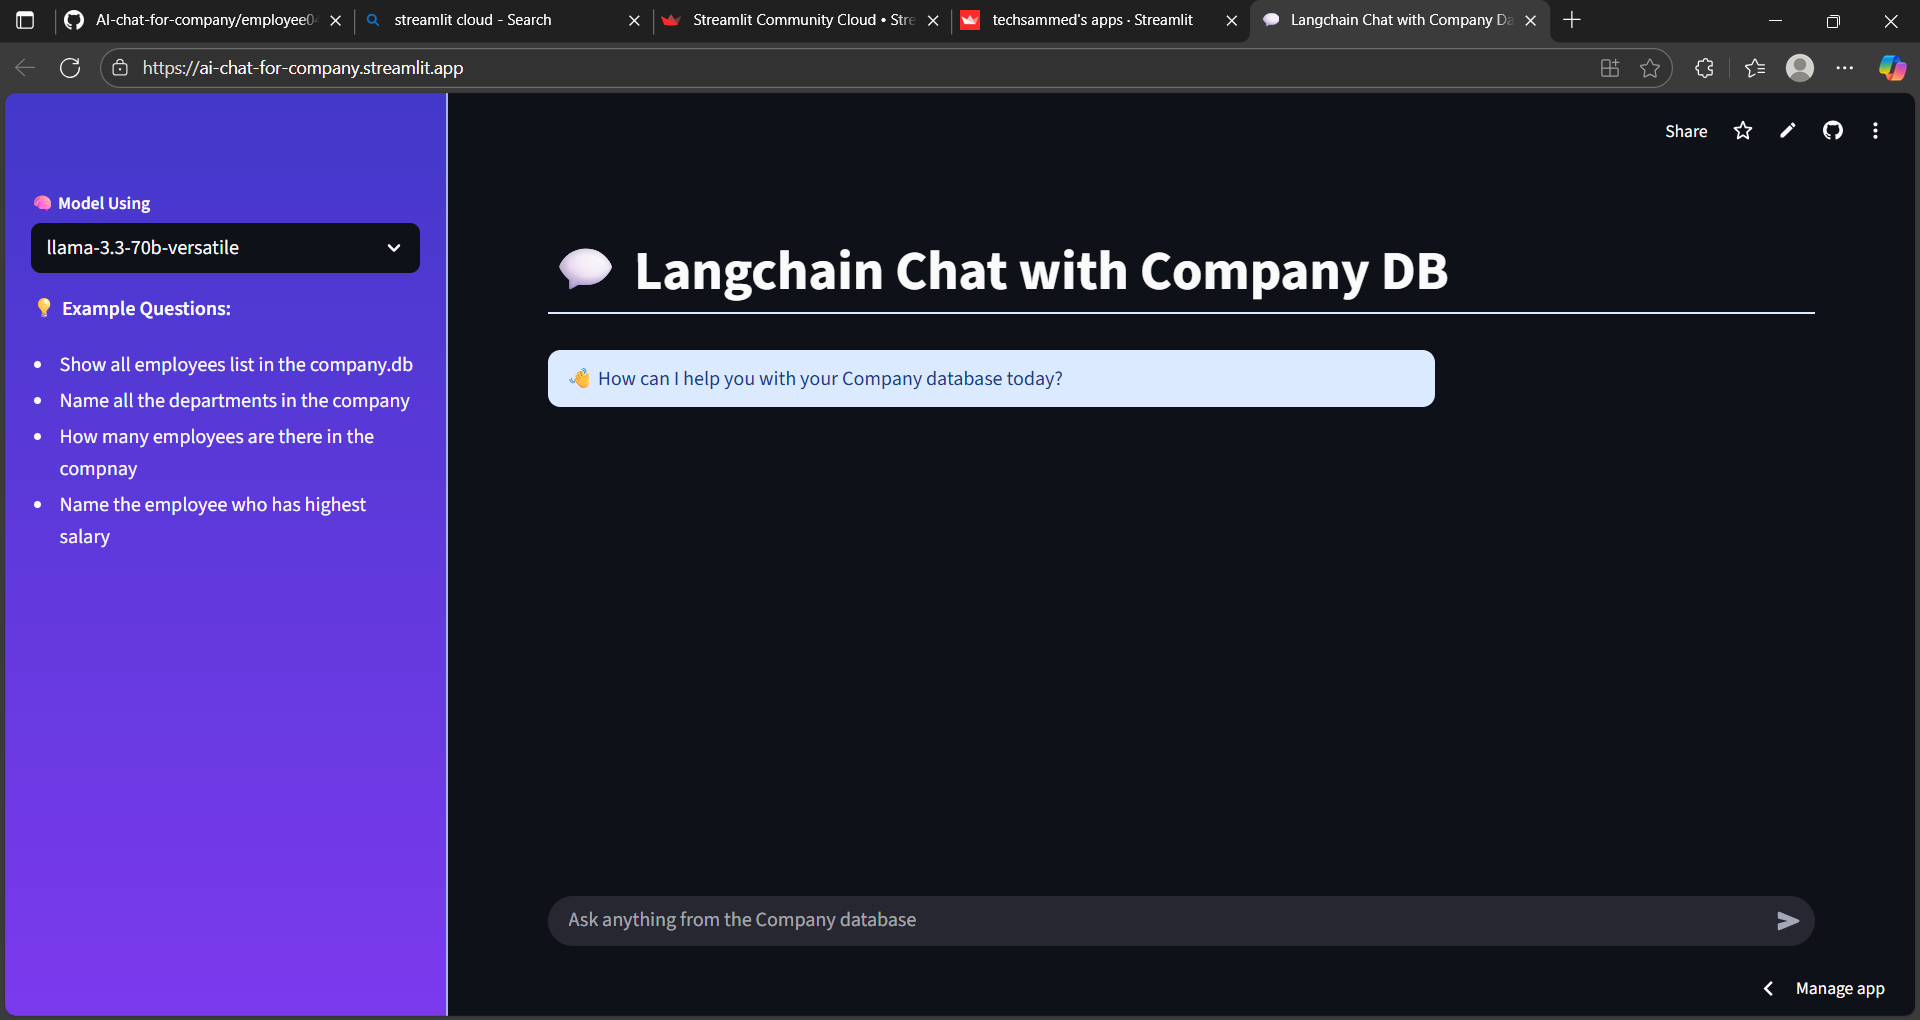 AI-chat-for-company/employee0
streamlit cloud - Search
Streamlit Community Cloud • Stre
techsammed's apps · Streamlit
Langchain Chat with Company Da
https://ai-chat-for-company.streamlit.app
Share
🧠 Model Using
llama-3.3-70b-versatile
💡 Example Questions:
• Show all employees list in the company.db
• Name all the departments in the company
• How many employees are there in the
compnay
• Name the employee who has highest
salary
💬 Langchain Chat with Company DB
👋 How can I help you with your Company database today?
Ask anything from the Company database
Manage app